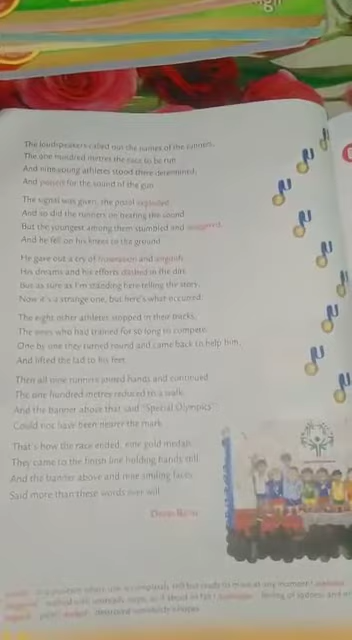 The loudspeakers called out the names of the runners.
The one hundred metres the race to be run
And nine young athletes stood there determined,
And poised for the sound of the gun.
The signal was given, the pistol exploded
And so did the runners on hearing the sound
But the youngest among them stumbled and staggered
And he fell on his knees to the ground
He gave out a cry of frustration and anguish
His dreams and his efforts dashed in the dirt
But as sure as I'm standing here telling the story
Now it's a strange one, but here's what occurred:
The eight other athletes stopped in their tracks,
The ones who had trained for so long to compete.
One by one they turned round and came back to help him,
And lifted the lad to his feet.
Then all nine runners joined hands and continued
The one hundred metres reduced to a walk
And the banner above that said "Special Olympics"
Could not have been nearer the mark.
That's how the race ended, nine gold medals
They came to the finish line holding hands still
And the banner above and nine smiling faces
Said more than these words ever will.